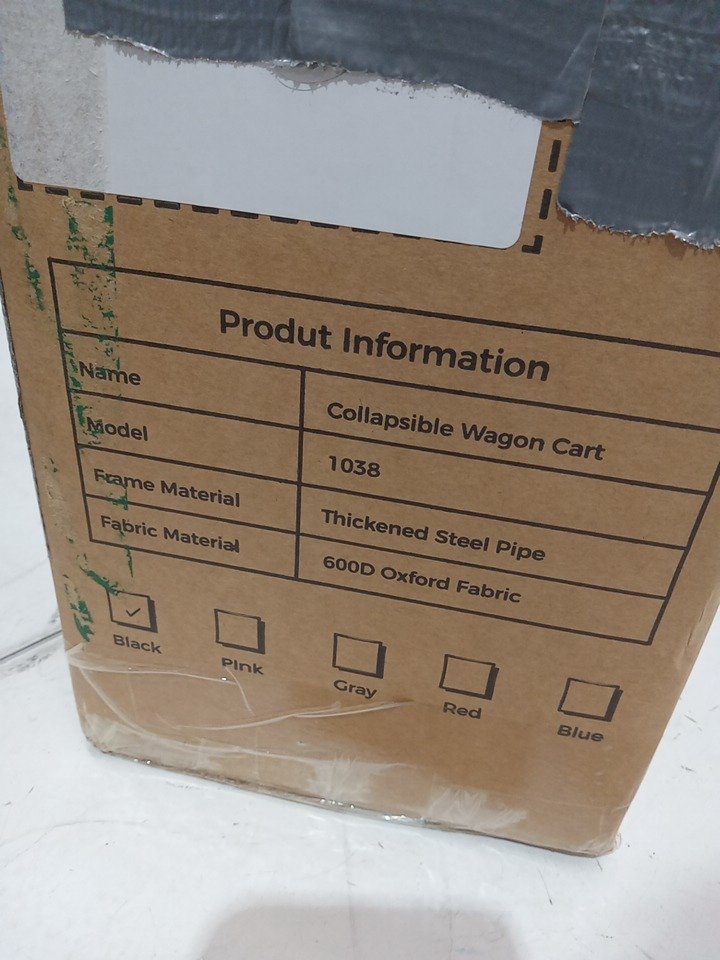 Produt Information
Name
Collapsible Wagon Cart
Model
1038
Frame Material
Thickened Steel Pipe
Fabric Material
600D Oxford Fabric
Black
PInk
Gray
Red
Blue